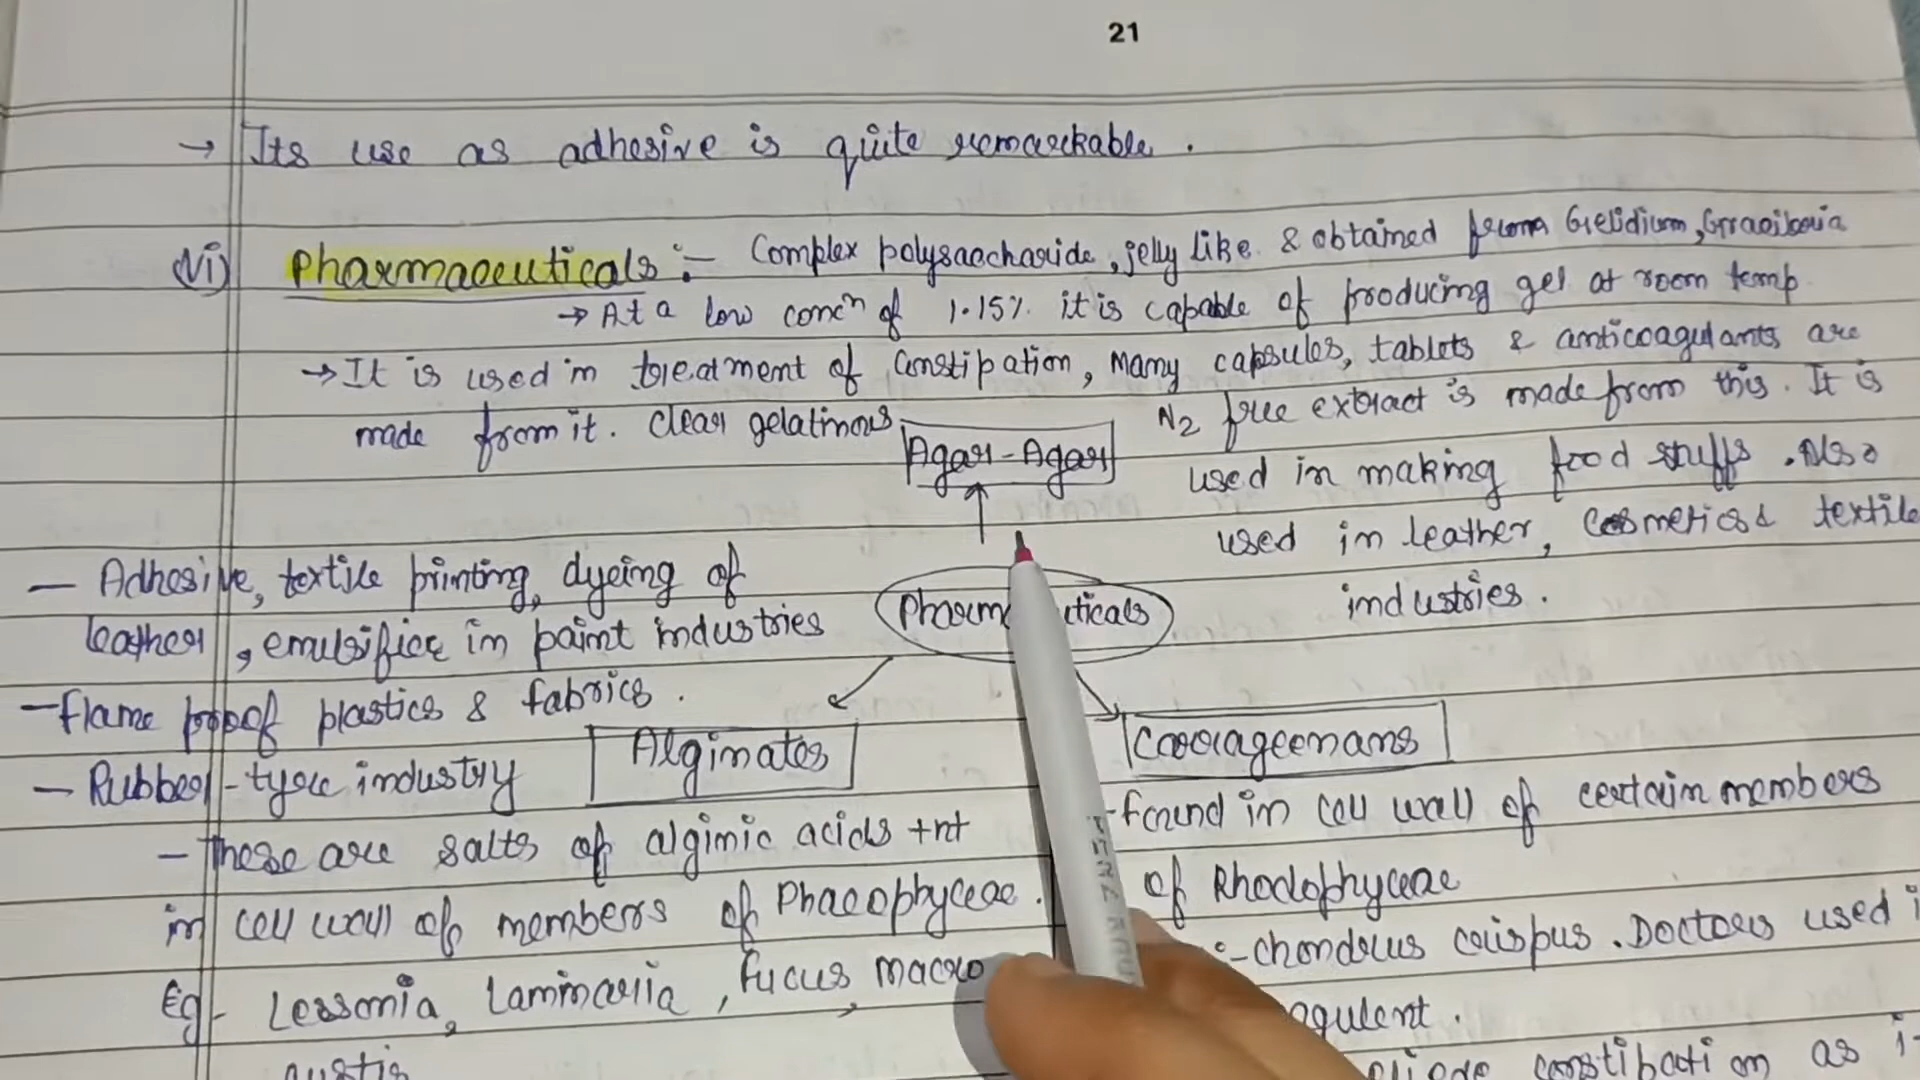 21
→ Its use as adhesive is quite remarkable.
(vi) Pharmaceuticals :- Complex polysaccharide, jelly like & obtained from Gelidium,
→ At a low concⁿ of 1.15% it is capable of producing gel at room temp.
→ It is used in treatment of constipation, many capsules, tablets & anticoagulants are
made from it. clear gelatinous
Agar-Agar
N2 free extract is made from this. It is
used in making food stuffs. Also
used in leather, cosmetics & textile
industries.
Pharm ticals
— Adhesive, textile printing, dyeing of
leather, emulsifier in paint industries
— flame proof plastics & fabrics.
— Rubber-tyre industry
Alginates
— These are salts of alginic acids +nt
in cell wall of members of Phaeophyceae.
Eg- Lessonia, Laminaria, Fucus, macro
Carrageenans
-found in cell wall of certain members
of Rhodophyceae
:-chondrus crispus. Doctors used i
agulent.
constipation as i